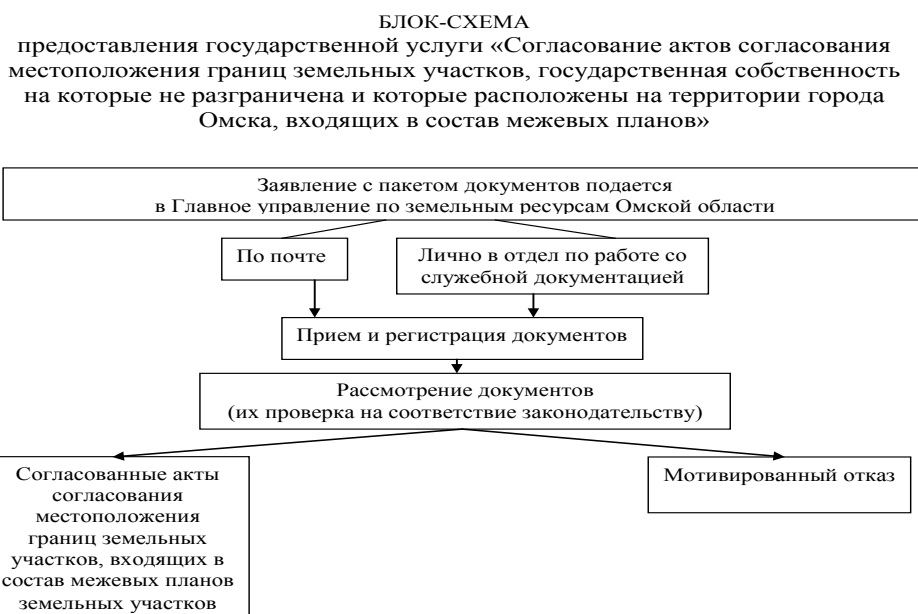 БЛОК-СХЕМА
предоставления государственной услуги «Согласование актов согласования
местоположения границ земельных участков, государственная собственность
на которые не разграничена и которые расположены на территории города
Омска, входящих в состав межевых планов»
Заявление с пакетом документов подается
в Главное управление по земельным ресурсам Омской области
По почте
Лично в отдел по работе со
служебной документацией
Прием и регистрация документов
Рассмотрение документов
(их проверка на соответствие законодательству)
Согласованные акты
согласования
местоположения
границ земельных
участков, входящих в
состав межевых планов
земельных участков
Мотивированный отказ